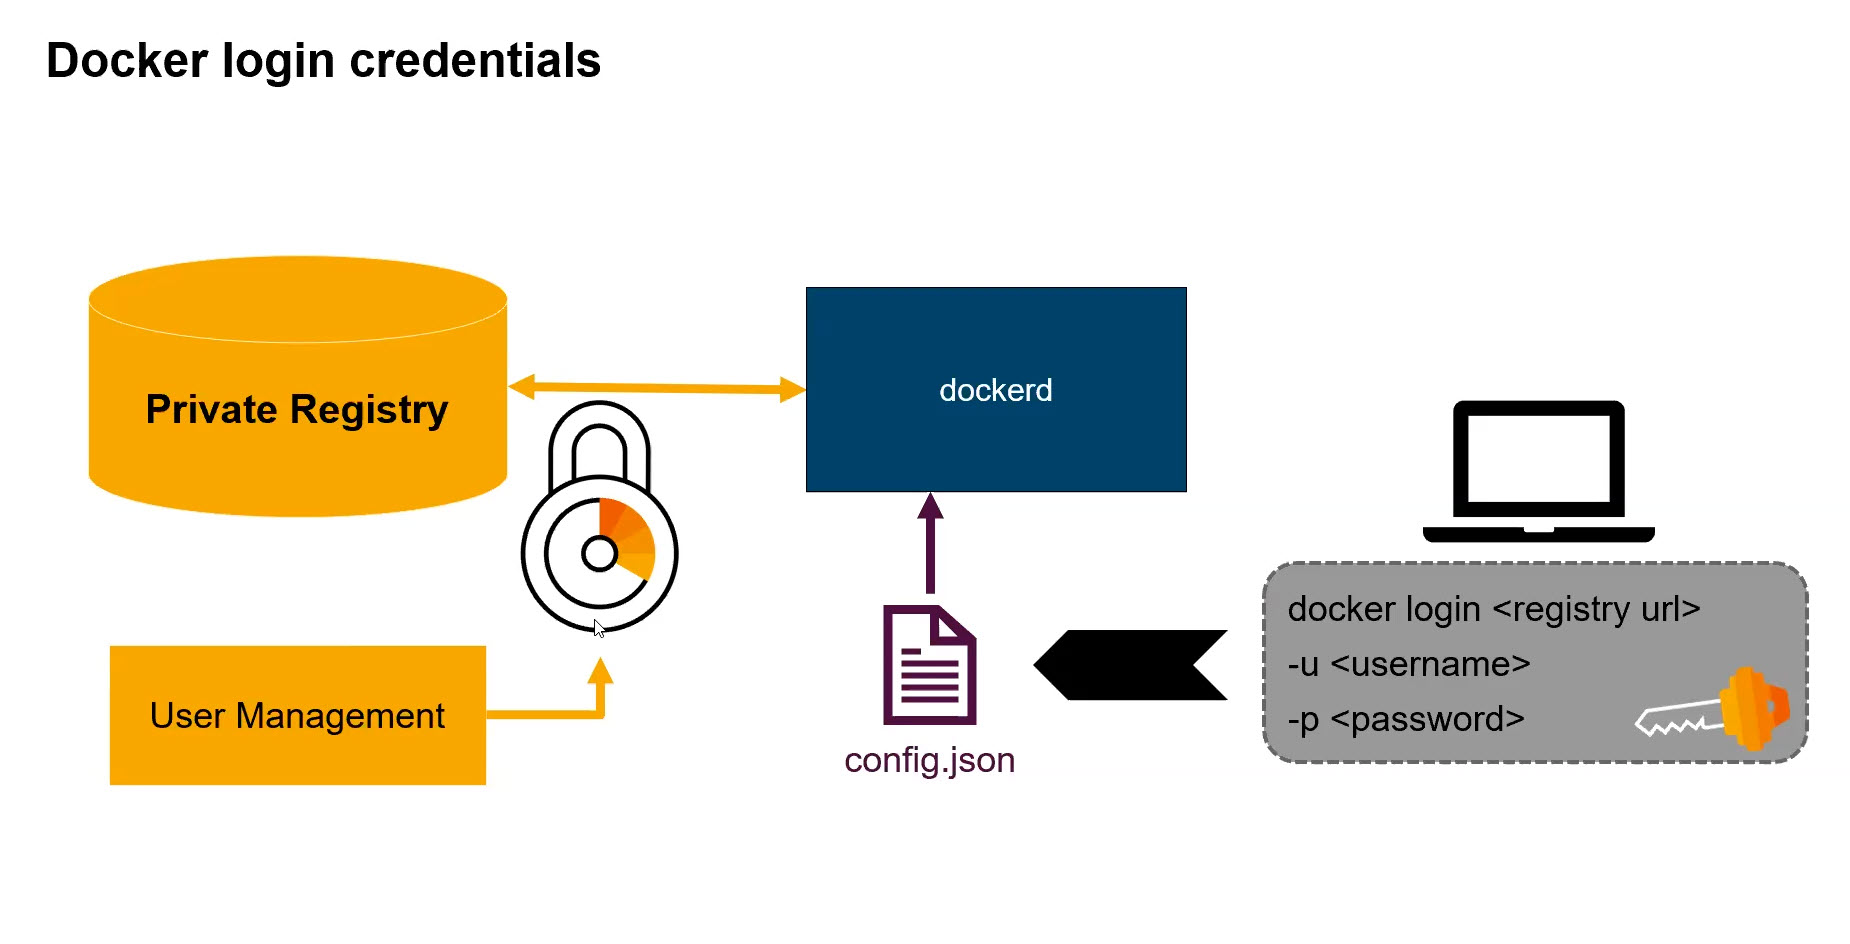 Docker login credentials
Private Registry
dockerd
docker login <registry url>
-u <username>
-p <password>
User Management
config.json